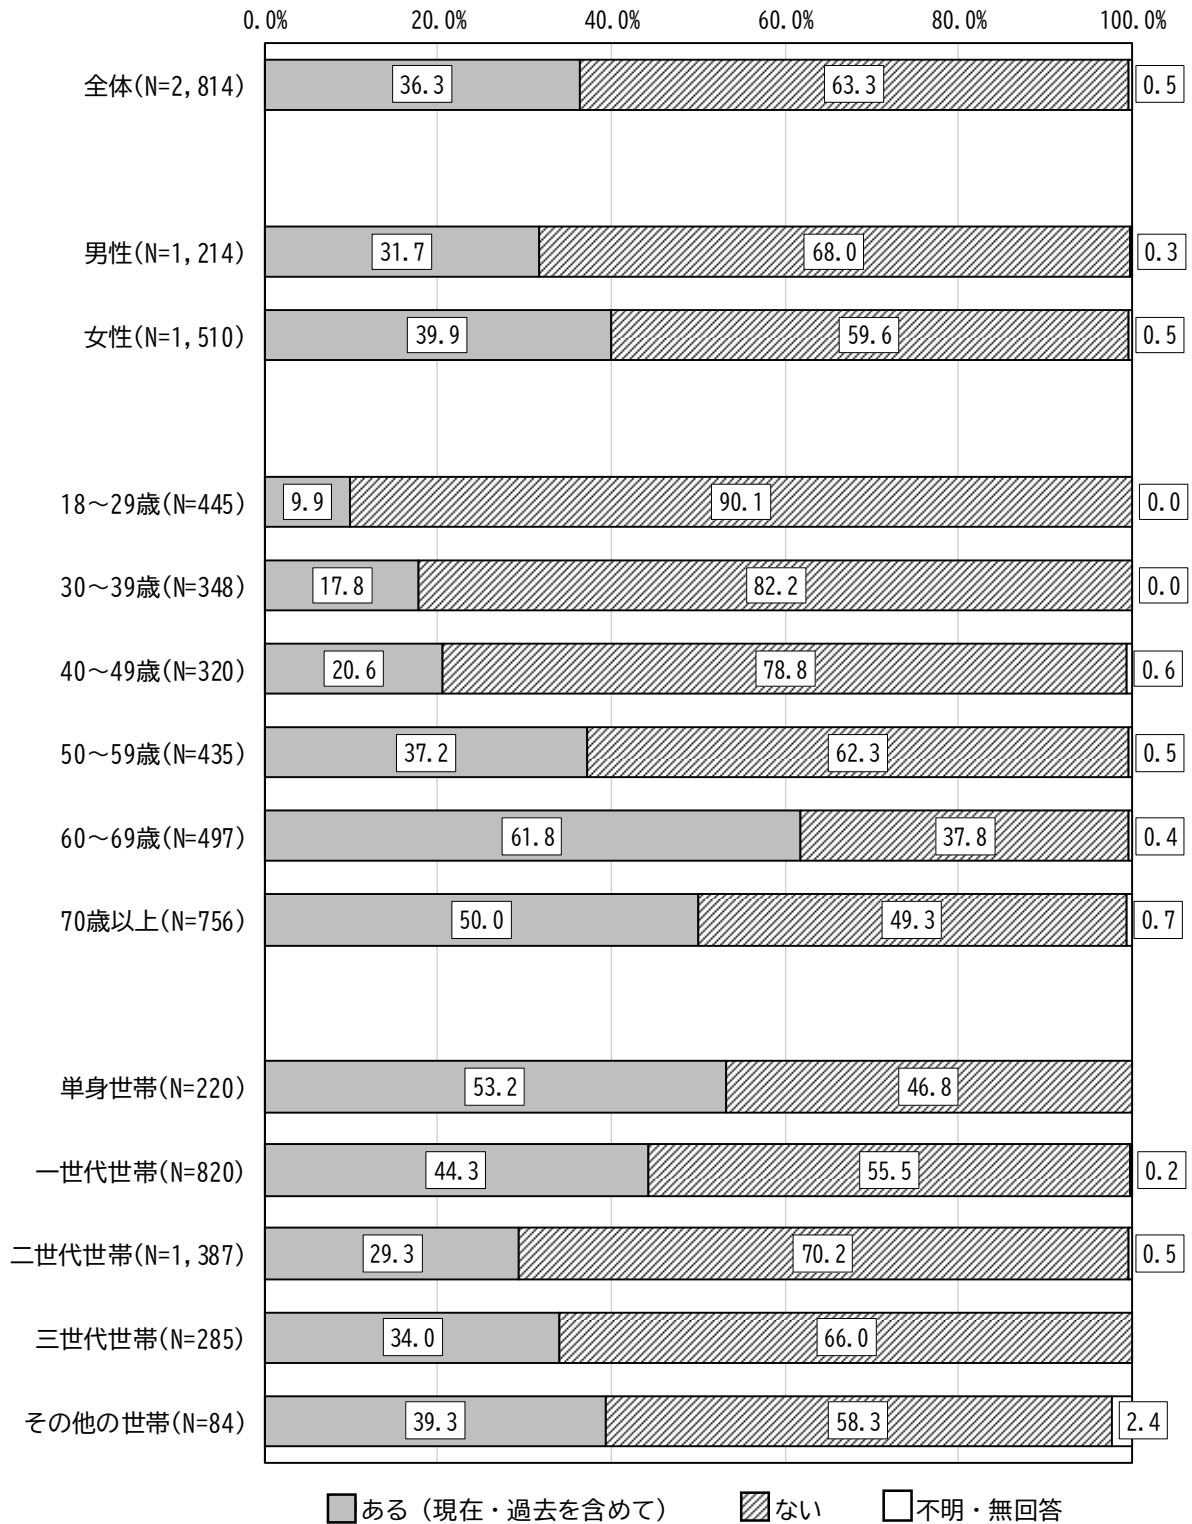 0.0% 20.0% 40.0% 60.0% 80.0% 100.0%
全体(N=2,814) 36.3 63.3 0.5
男性(N=1,214) 31.7 68.0 0.3
女性(N=1,510) 39.9 59.6 0.5
18～29歳(N=445) 9.9 90.1 0.0
30～39歳(N=348) 17.8 82.2 0.0
40～49歳(N=320) 20.6 78.8 0.6
50～59歳(N=435) 37.2 62.3 0.5
60～69歳(N=497) 61.8 37.8 0.4
70歳以上(N=756) 50.0 49.3 0.7
単身世帯(N=220) 53.2 46.8
一世代世帯(N=820) 44.3 55.5 0.2
二世代世帯(N=1,387) 29.3 70.2 0.5
三世代世帯(N=285) 34.0 66.0
その他の世帯(N=84) 39.3 58.3 2.4
ある（現在・過去を含めて） ない 不明・無回答